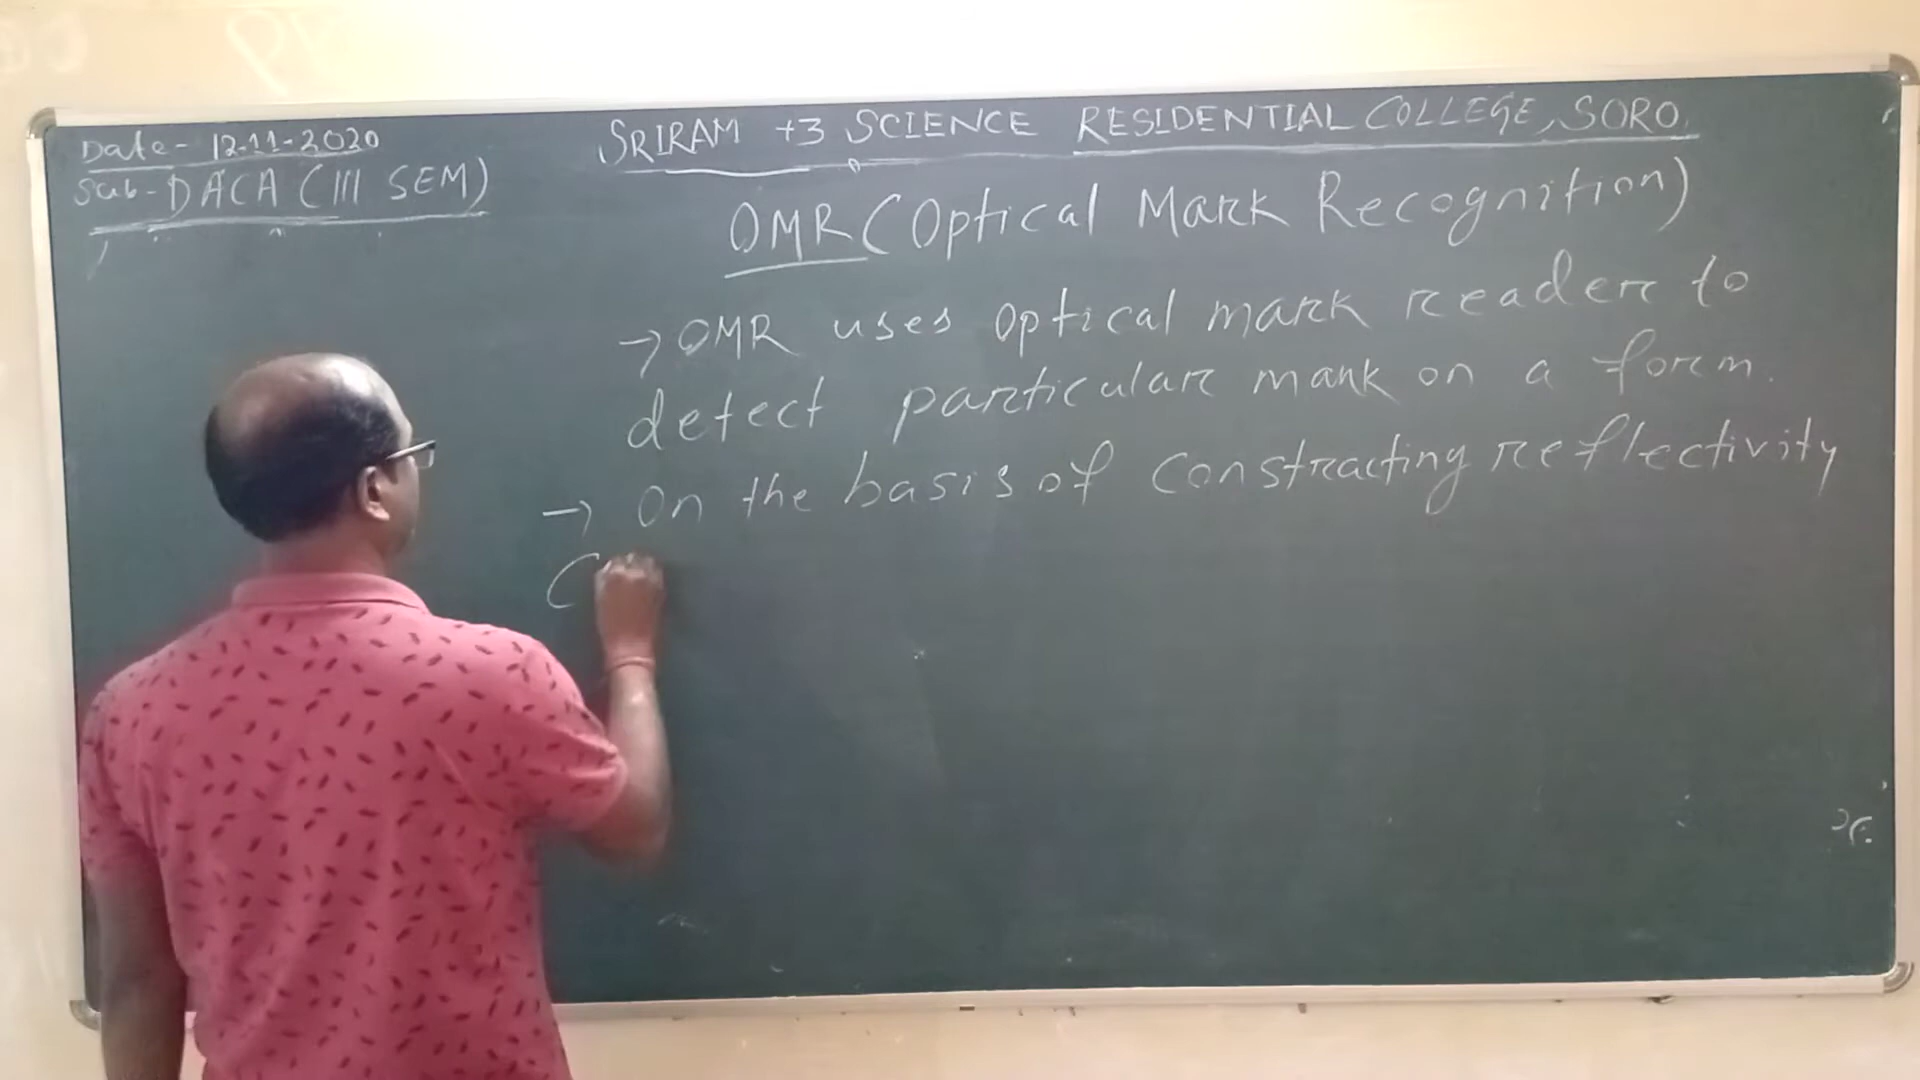 Date- 12-11-2020
Sub- DACA (III SEM)
SRIRAM +3 SCIENCE RESIDENTIAL COLLEGE, SORO.
OMR (Optical Mark Recognition)
→ OMR uses optical mark reader to
detect particular mark on a form.
→ On the basis of Constracting reflectivity
(